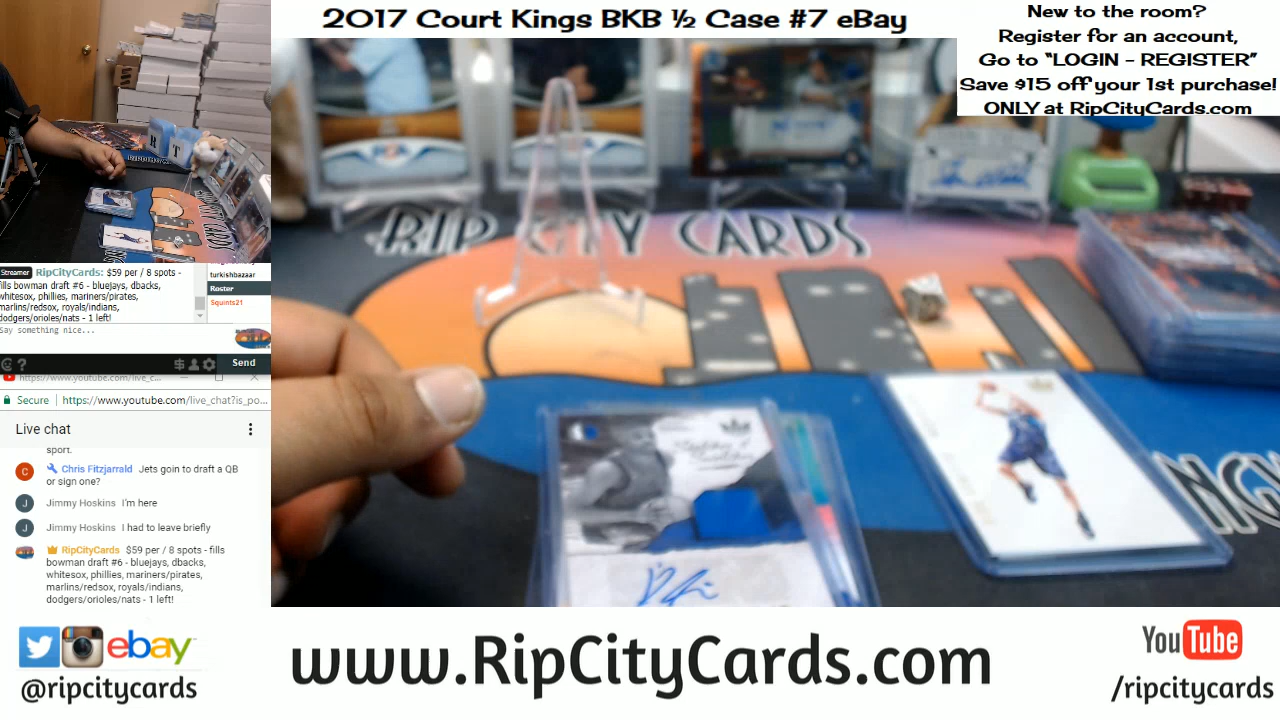 2017 Court Kings BKB ½ Case #7 eBay
New to the room?
Register for an account,
Go to “LOGIN - REGISTER”
Save $15 off your 1st purchase!
ONLY at RipCityCards.com
RIP CITY CARDS
Streamer RipCityCards: $59 per / 8 spots -
fills bowman draft #6 - bluejays, dbacks,
whitesox, phillies, mariners/pirates,
marlins/redsox, royals/indians,
dodgers/orioles/nats - 1 left!
turkishbazaar
Roster
Squints21
Say something nice...
Send
https://www.youtube.com/live_c...
Secure
https://www.youtube.com/live_chat?is_po...
Live chat
sport.
Chris Fitzjarrald Jets goin to draft a QB
or sign one?
Jimmy Hoskins I'm here
Jimmy Hoskins I had to leave briefly
RipCityCards $59 per / 8 spots - fills
bowman draft #6 - bluejays, dbacks,
whitesox, phillies, mariners/pirates,
marlins/redsox, royals/indians,
dodgers/orioles/nats - 1 left!
ebay
@ripcitycards
www.RipCityCards.com
YouTube
/ripcitycards